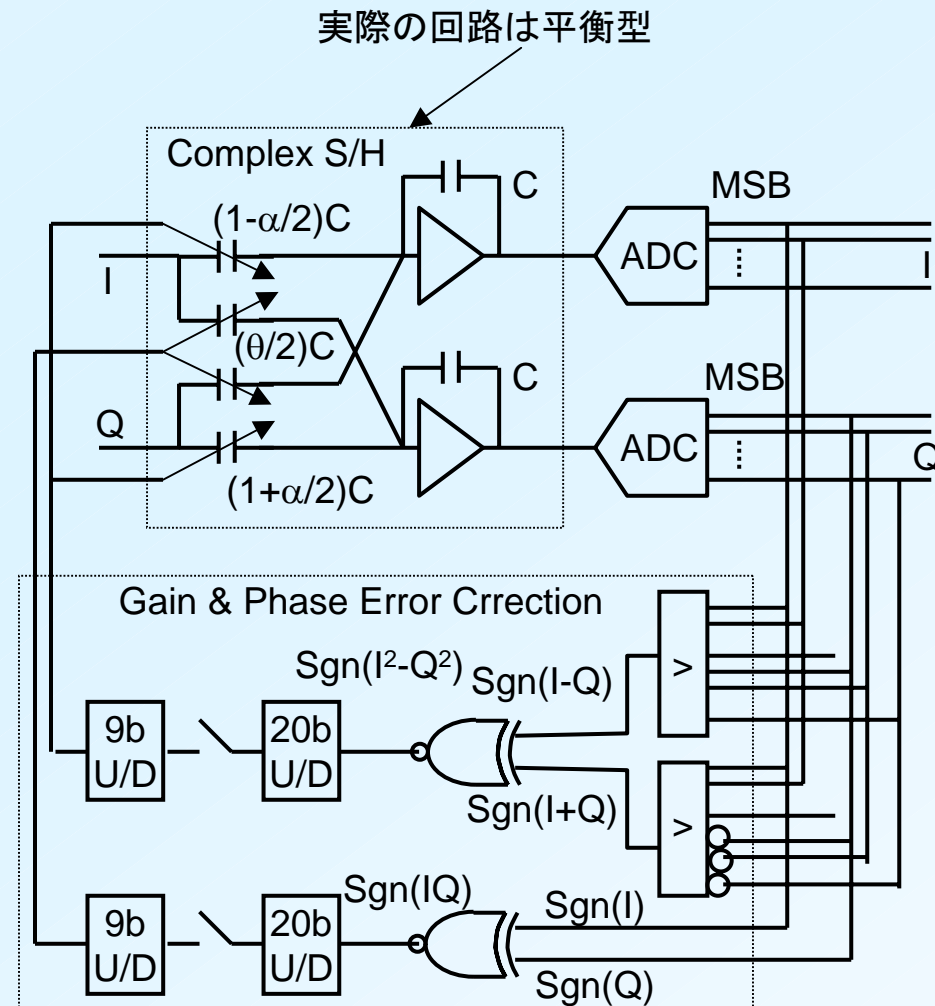 実際の回路は平衡型
Complex S/H
C
MSB
(1-α/2)C
ADC
I
I
(θ/2)C
C
MSB
Q
ADC
Q
(1+α/2)C
Gain & Phase Error Crrection
Sgn(I²-Q²)
Sgn(I-Q)
>
9b
U/D
20b
U/D
Sgn(I+Q)
>
Sgn(IQ)
Sgn(I)
9b
U/D
20b
U/D
Sgn(Q)